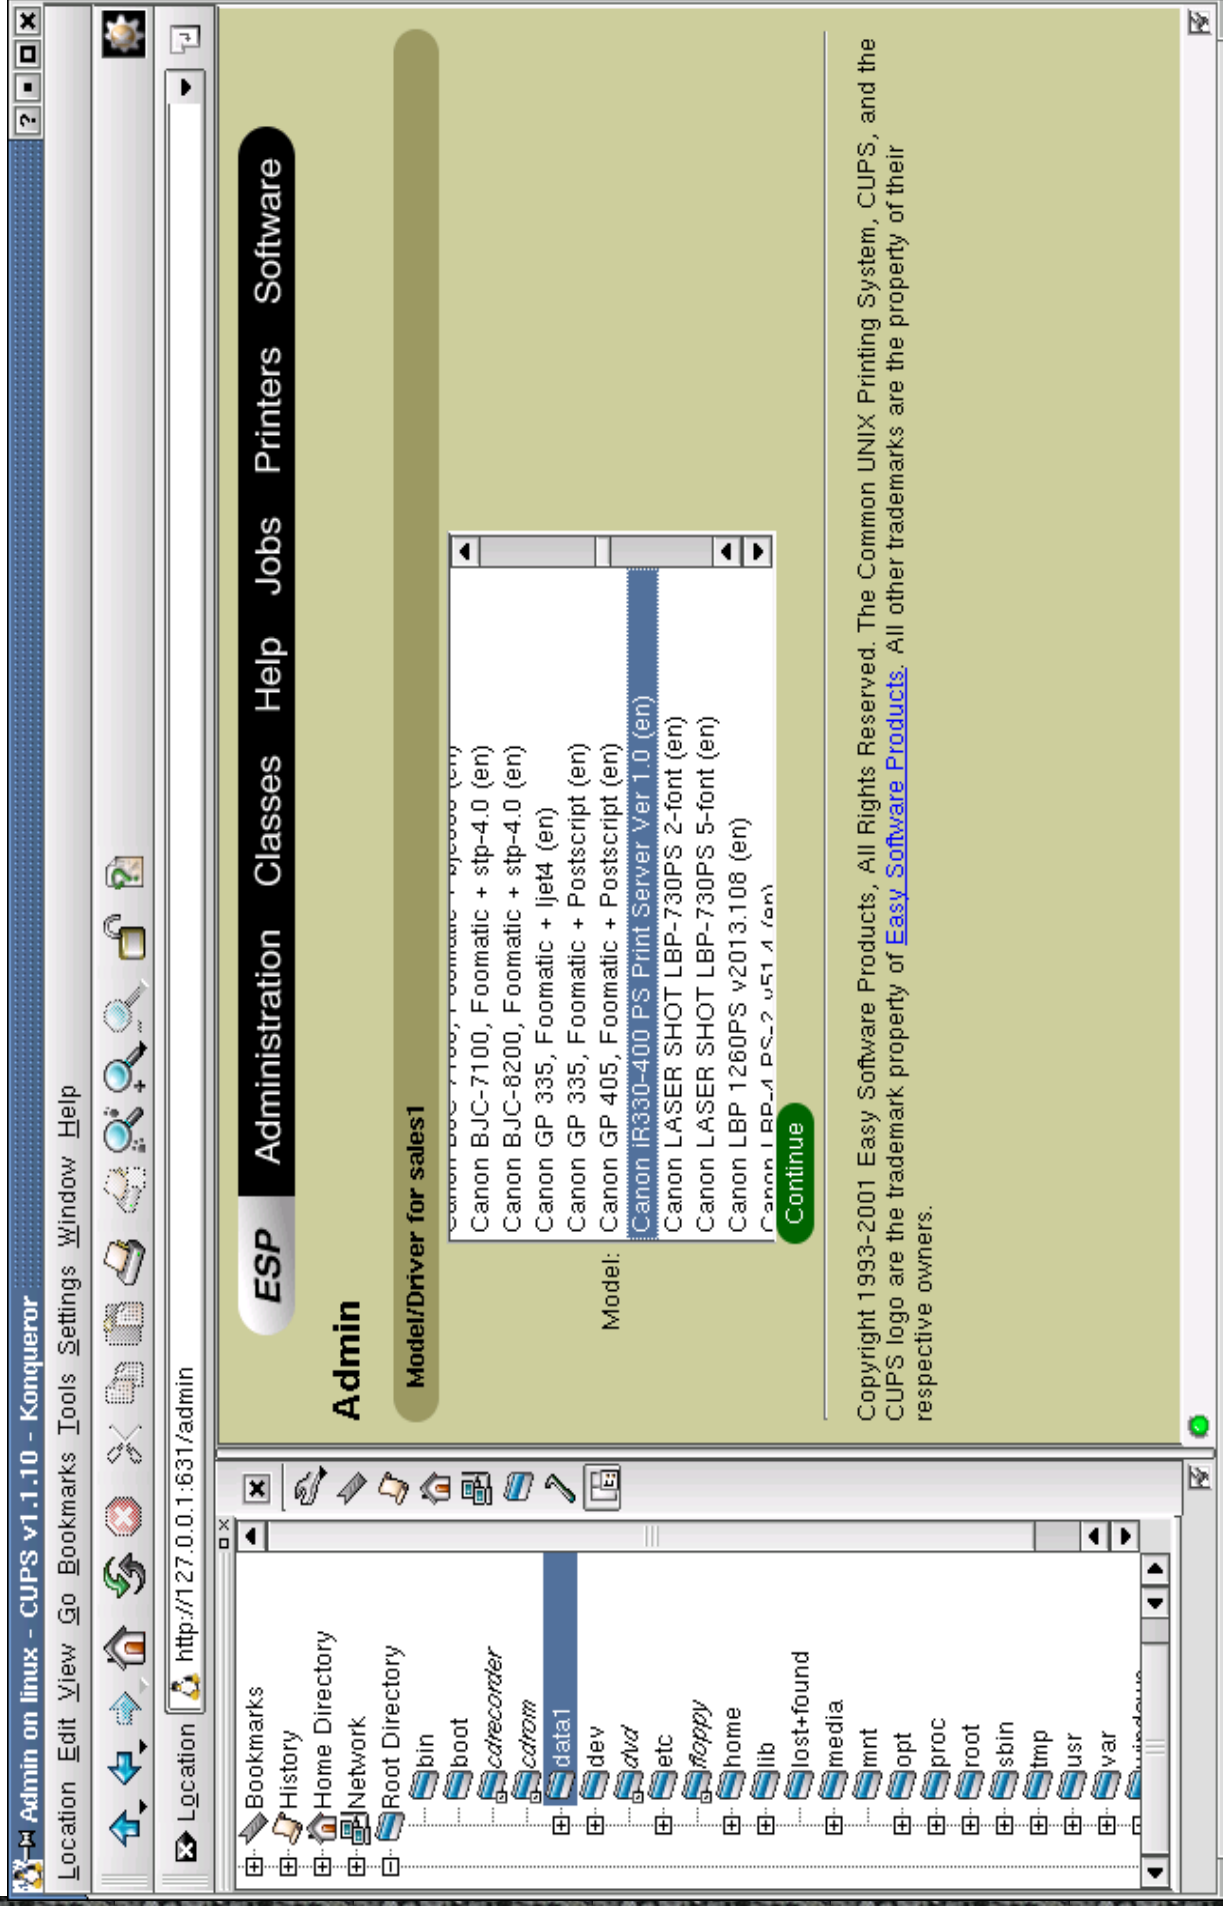 Admin on linux - CUPS v1.1.10 - Konqueror
Location Edit View Go Bookmarks Tools Settings Window Help
Location http://127.0.0.1:631/admin
Bookmarks
History
Home Directory
Network
Root Directory
bin
boot
cdrecorder
cdrom
data1
dev
dvd
etc
floppy
home
lib
lost+found
media
mnt
opt
proc
root
sbin
tmp
usr
var
ESP Administration Classes Help Jobs Printers Software
Admin
Model/Driver for sales1
Model:
Canon BJC-7100, Foomatic + stp-4.0 (en)
Canon BJC-8200, Foomatic + stp-4.0 (en)
Canon GP 335, Foomatic + ljet4 (en)
Canon GP 335, Foomatic + Postscript (en)
Canon GP 405, Foomatic + Postscript (en)
Canon iR330-400 PS Print Server Ver 1.0 (en)
Canon LASER SHOT LBP-730PS 2-font (en)
Canon LASER SHOT LBP-730PS 5-font (en)
Canon LBP 1260PS v2013.108 (en)
Canon LBP-4 PS-2 v51.4 (en)
Continue
Copyright 1993-2001 Easy Software Products, All Rights Reserved. The Common UNIX Printing System, CUPS, and the
CUPS logo are the trademark property of Easy Software Products. All other trademarks are the property of their
respective owners.